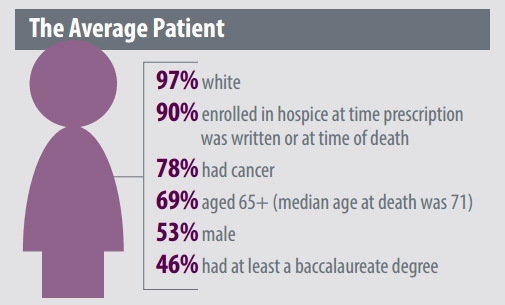 The Average Patient
97% white
90% enrolled in hospice at time prescription
was written or at time of death
78% had cancer
69% aged 65+ (median age at death was 71)
53% male
46% had at least a baccalaureate degree